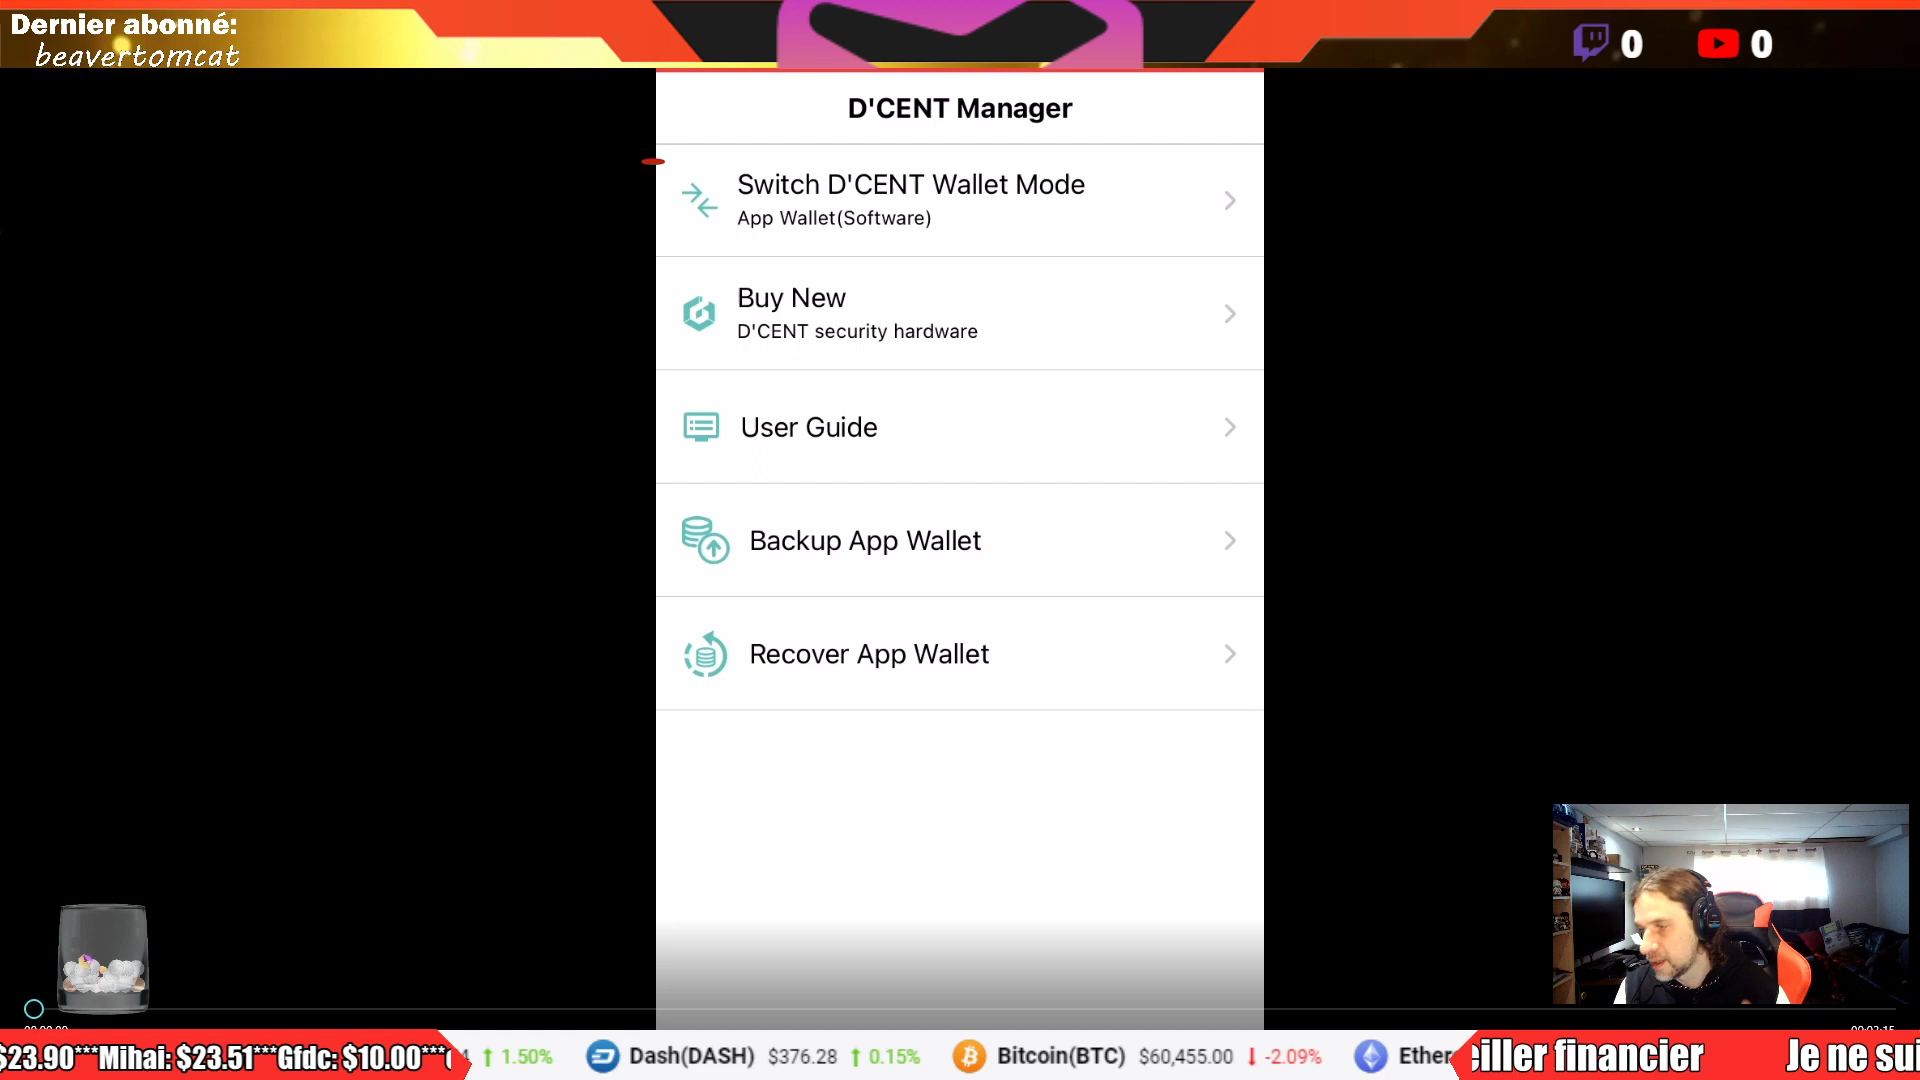 Dernier abonné:
beavertomcat
0
0
D'CENT Manager
Switch D'CENT Wallet Mode
App Wallet(Software)
Buy New
D'CENT security hardware
User Guide
Backup App Wallet
Recover App Wallet
$23.90***Mihai: $23.51***Gfdc: $10.00***
1.50%
Dash(DASH) $376.28 0.15%
Bitcoin(BTC) $60,455.00 -2.09%
Ether
eiller financier
Je ne sui